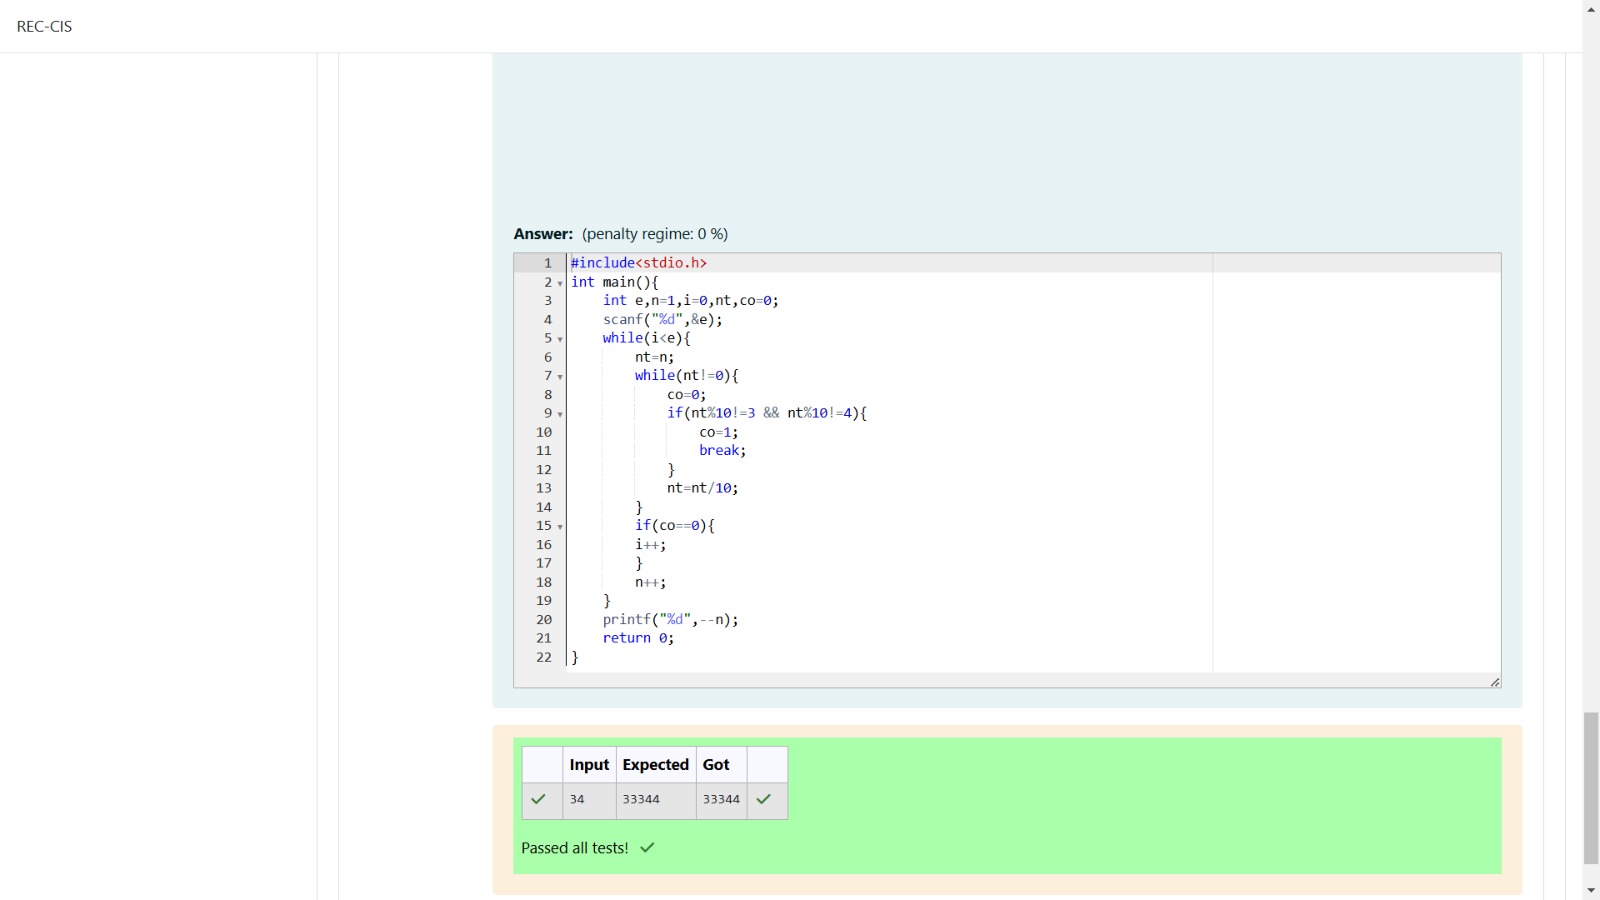 REC-CIS
Answer: (penalty regime: 0 %)
1 #include<stdio.h>
2 int main(){
3 int e,n=1,i=0,nt,co=0;
4 scanf("%d",&e);
5 while(i<e){
6 nt=n;
7 while(nt!=0){
8 co=0;
9 if(nt%10!=3 && nt%10!=4){
10 co=1;
11 break;
12 }
13 nt=nt/10;
14 }
15 if(co==0){
16 i++;
17 }
18 n++;
19 }
20 printf("%d",--n);
21 return 0;
22 }
Input Expected Got
34 33344 33344
Passed all tests!